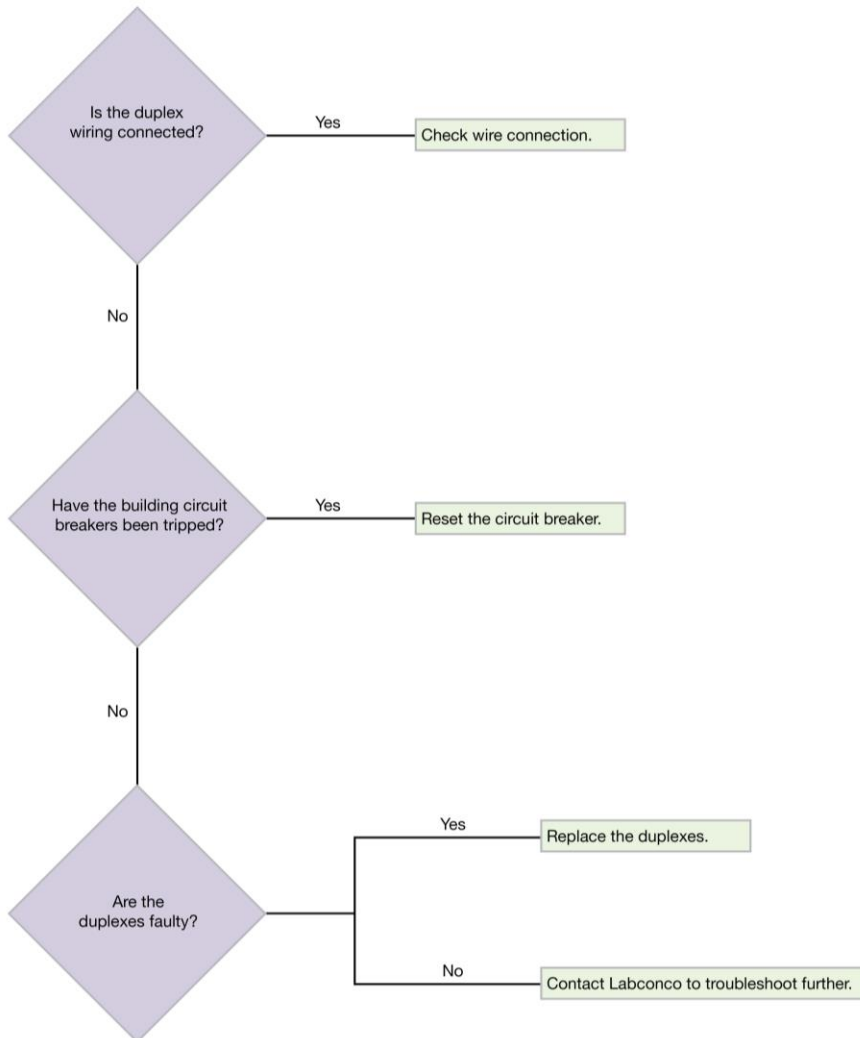 Is the duplex
wiring connected?
Yes
Check wire connection.
No
Have the building circuit
breakers been tripped?
Yes
Reset the circuit breaker.
No
Are the
duplexes faulty?
Yes
Replace the duplexes.
No
Contact Labconco to troubleshoot further.